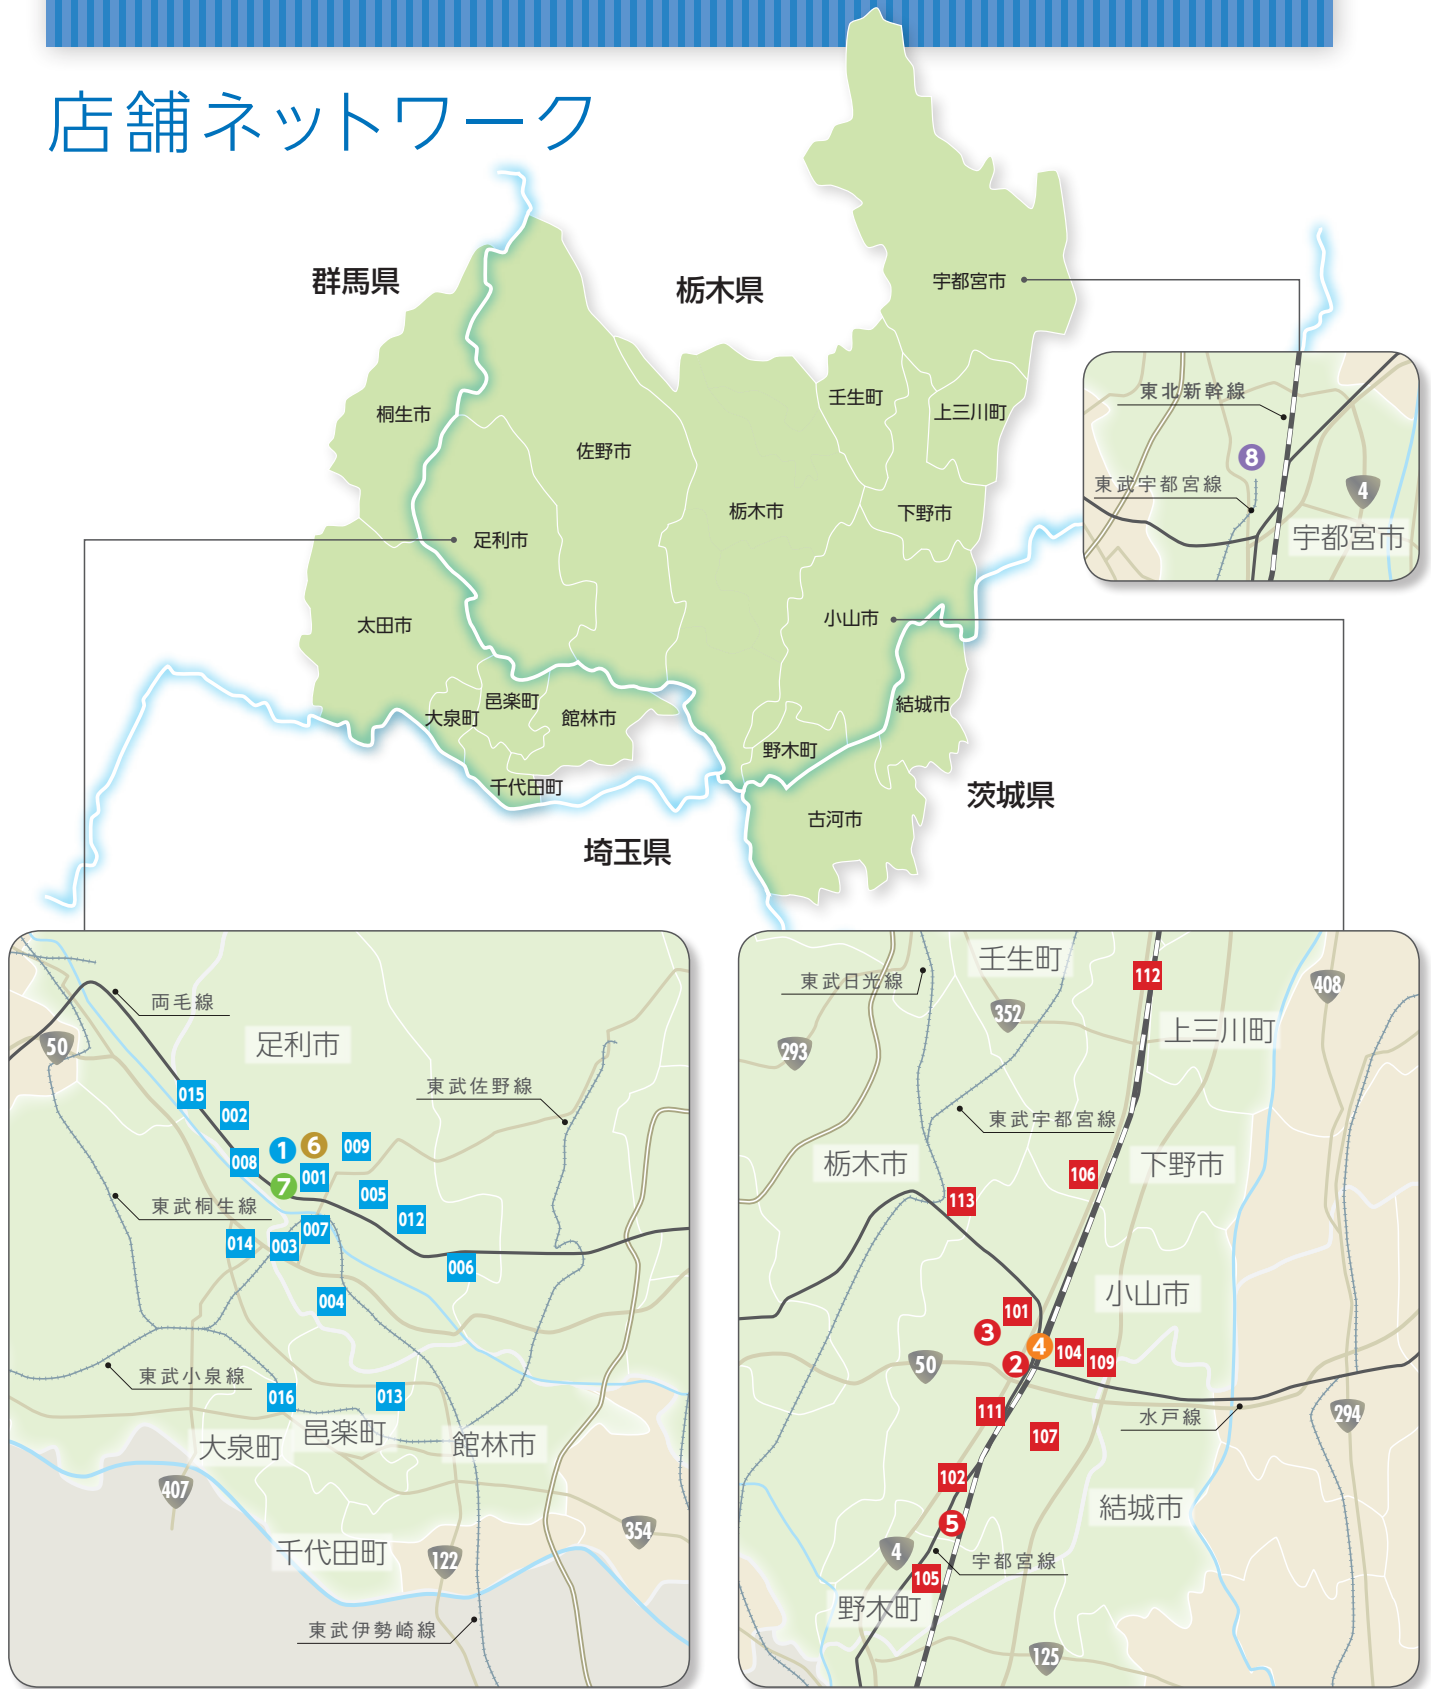 店舗ネットワーク
群馬県
栃木県
宇都宮市
桐生市
佐野市
壬生町
上三川町
栃木市
下野市
足利市
太田市
小山市
邑楽町
大泉町
館林市
結城市
野木町
千代田町
古河市
茨城県
埼玉県
東北新幹線
8
東武宇都宮線
4
宇都宮市
両毛線
50
足利市
東武佐野線
015
002
1
6
009
008
001
7
005
東武桐生線
012
007
014
003
006
004
東武小泉線
016
013
大泉町
邑楽町
館林市
407
354
千代田町
122
東武伊勢崎線
壬生町
東武日光線
112
408
352
上三川町
293
東武宇都宮線
栃木市
106
下野市
113
小山市
101
3
4
104
109
2
50
111
水戸線
294
107
102
結城市
5
4
宇都宮線
105
野木町
125